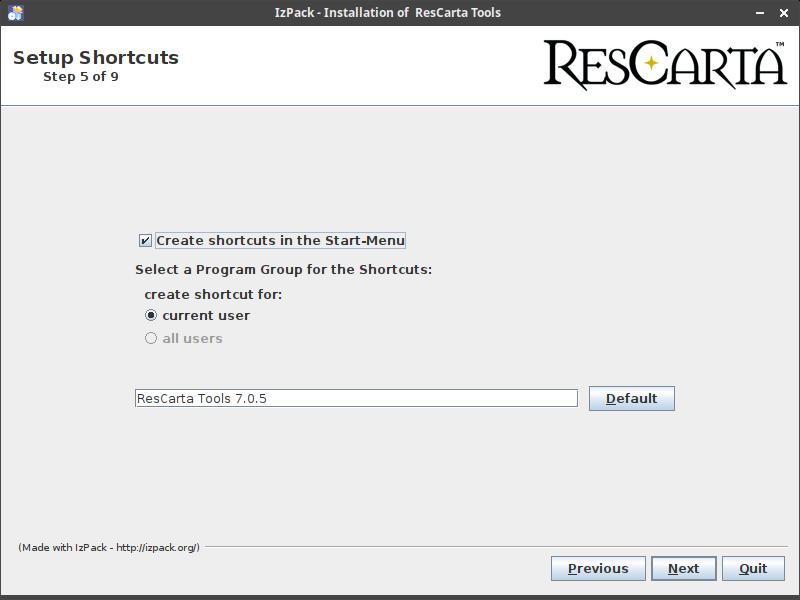 IzPack - Installation of ResCarta Tools
Setup Shortcuts
Step 5 of 9
RESCARTA™
Create shortcuts in the Start-Menu
Select a Program Group for the Shortcuts:
create shortcut for:
current user
all users
ResCarta Tools 7.0.5
Default
(Made with IzPack - http://izpack.org/)
Previous
Next
Quit